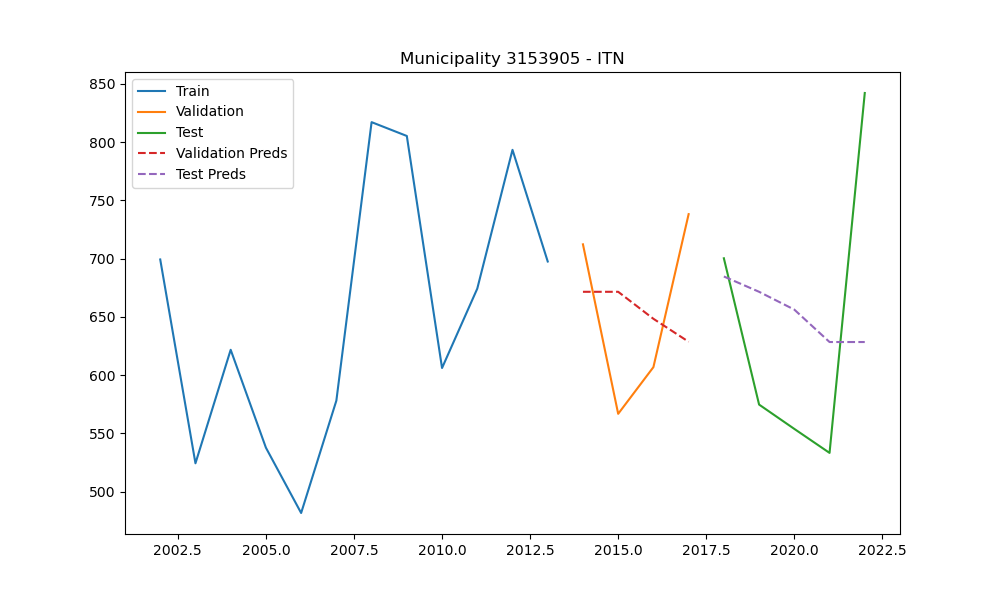 Municipality 3153905 - ITN
Train
Validation
Test
Validation Preds
Test Preds
850
800
750
700
650
600
550
500
2002.5 2005.0 2007.5 2010.0 2012.5 2015.0 2017.5 2020.0 2022.5